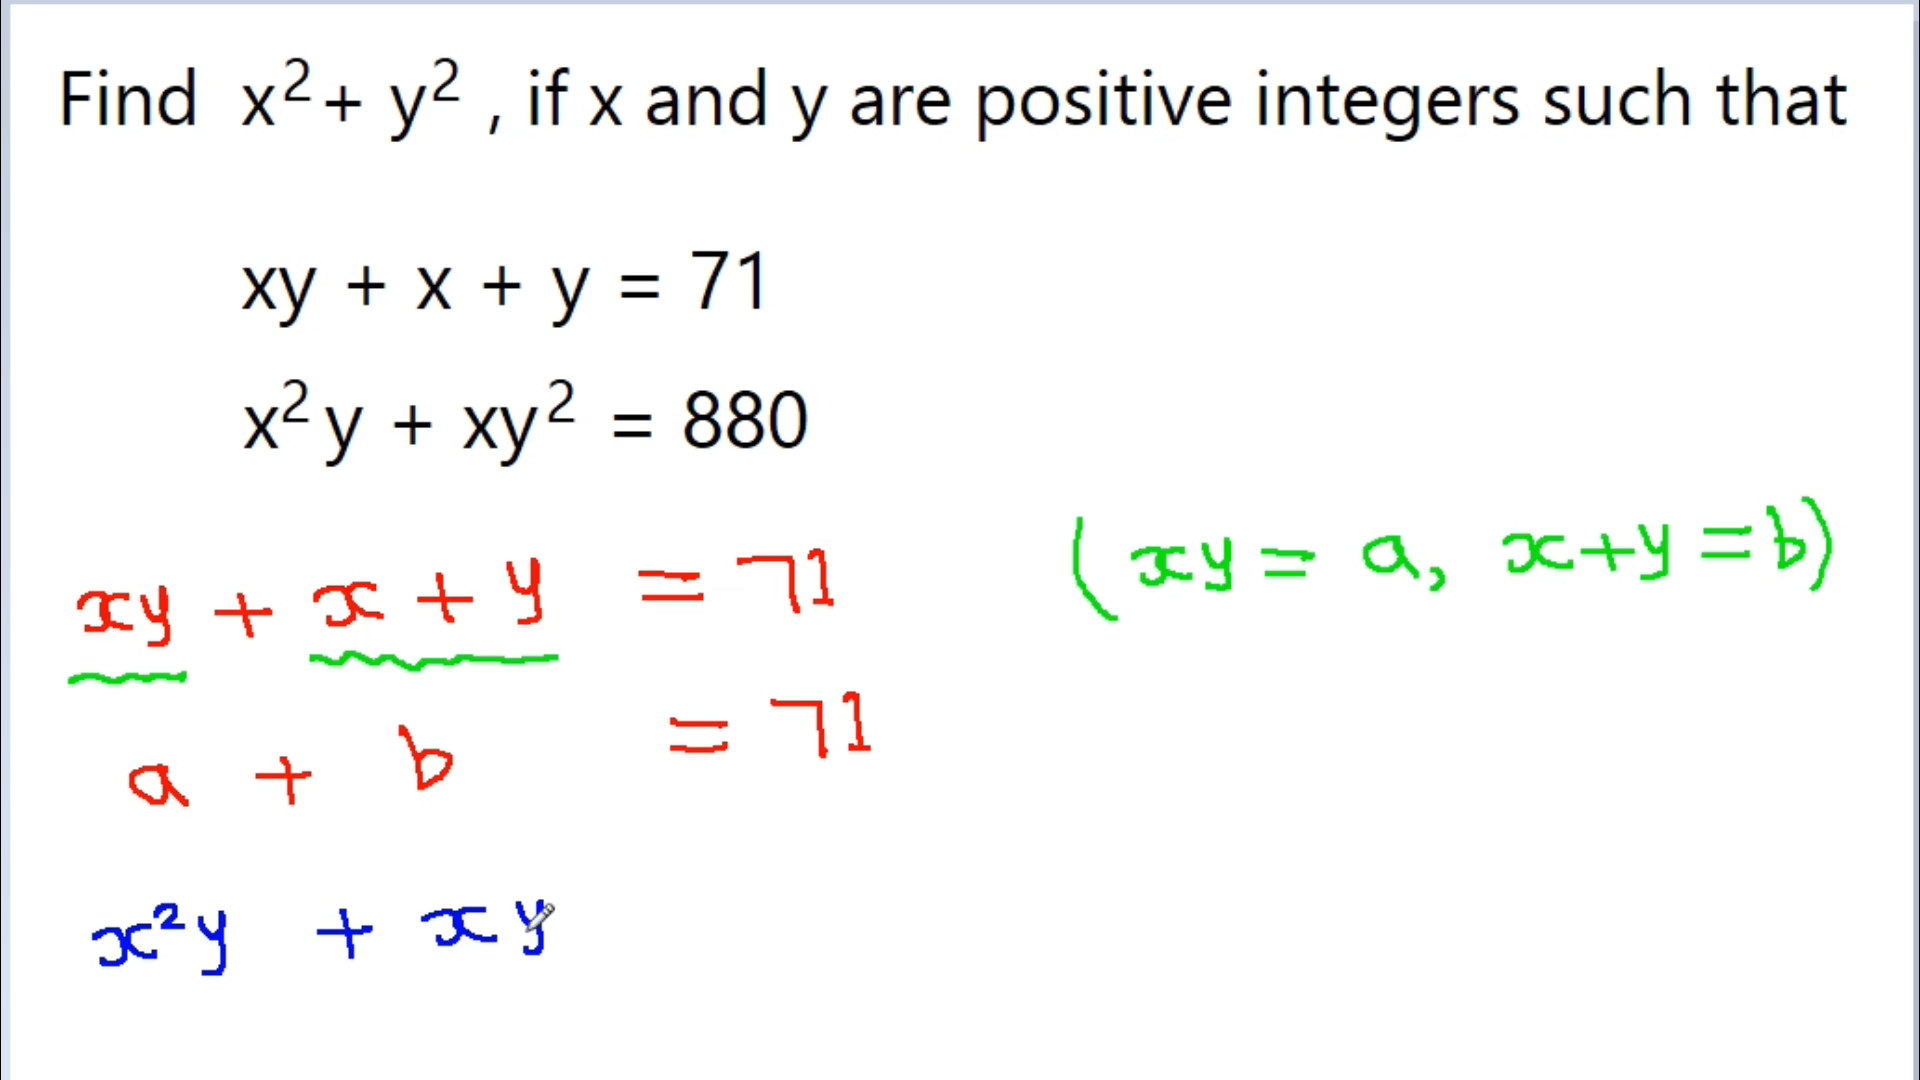 Find x² + y² , if x and y are positive integers such that
xy + x + y = 71
x²y + xy² = 880
(xy = a, x+y = b)
xy + x + y = 71
a + b = 71
x²y + xy